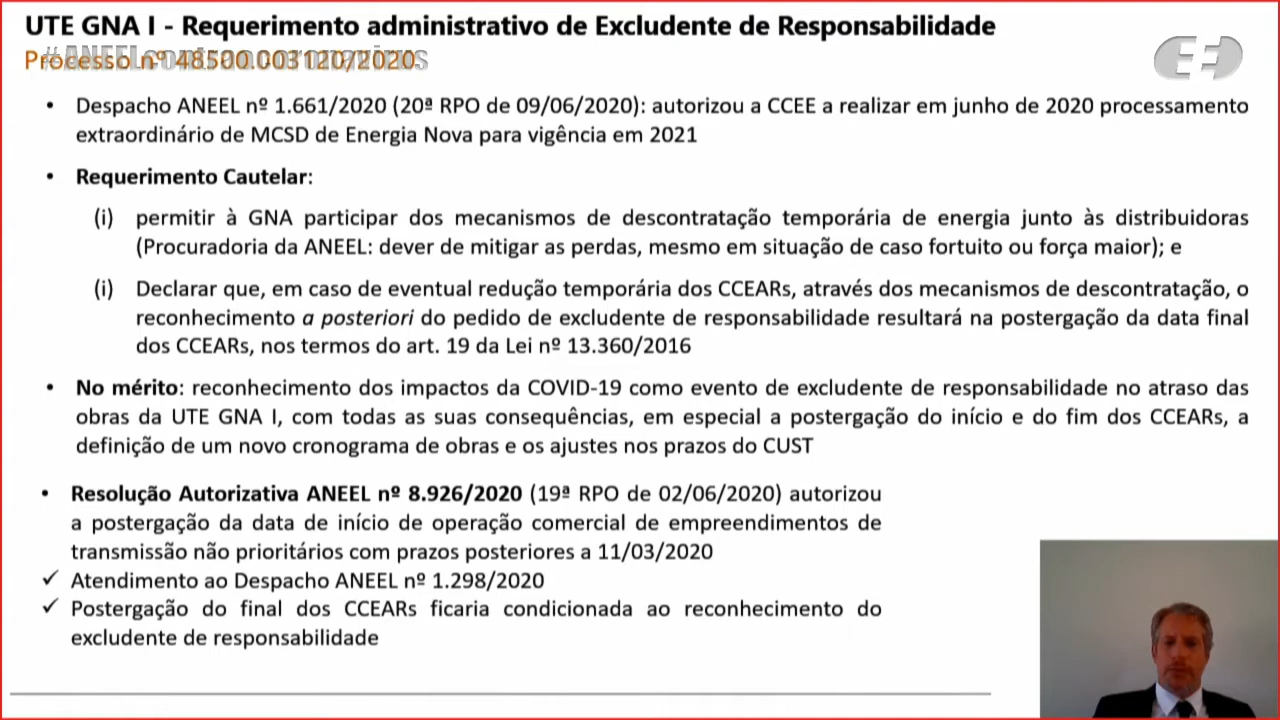 UTE GNA I - Requerimento administrativo de Excludente de Responsabilidade
#ANEELcontraocoronavírus
Processo nº 48500.003120/2020-
• Despacho ANEEL nº 1.661/2020 (20ª RPO de 09/06/2020): autorizou a CCEE a realizar em junho de 2020 processamento
extraordinário de MCSD de Energia Nova para vigência em 2021
• Requerimento Cautelar:
(i) permitir à GNA participar dos mecanismos de descontratação temporária de energia junto às distribuidoras
(Procuradoria da ANEEL: dever de mitigar as perdas, mesmo em situação de caso fortuito ou força maior); e
(i) Declarar que, em caso de eventual redução temporária dos CCEARs, através dos mecanismos de descontratação, o
reconhecimento a posteriori do pedido de excludente de responsabilidade resultará na postergação da data final
dos CCEARs, nos termos do art. 19 da Lei nº 13.360/2016
• No mérito: reconhecimento dos impactos da COVID-19 como evento de excludente de responsabilidade no atraso das
obras da UTE GNA I, com todas as suas consequências, em especial a postergação do início e do fim dos CCEARs, a
definição de um novo cronograma de obras e os ajustes nos prazos do CUST
• Resolução Autorizativa ANEEL nº 8.926/2020 (19ª RPO de 02/06/2020) autorizou
a postergação da data de início de operação comercial de empreendimentos de
transmissão não prioritários com prazos posteriores a 11/03/2020
✓ Atendimento ao Despacho ANEEL nº 1.298/2020
✓ Postergação do final dos CCEARs ficaria condicionada ao reconhecimento do
excludente de responsabilidade